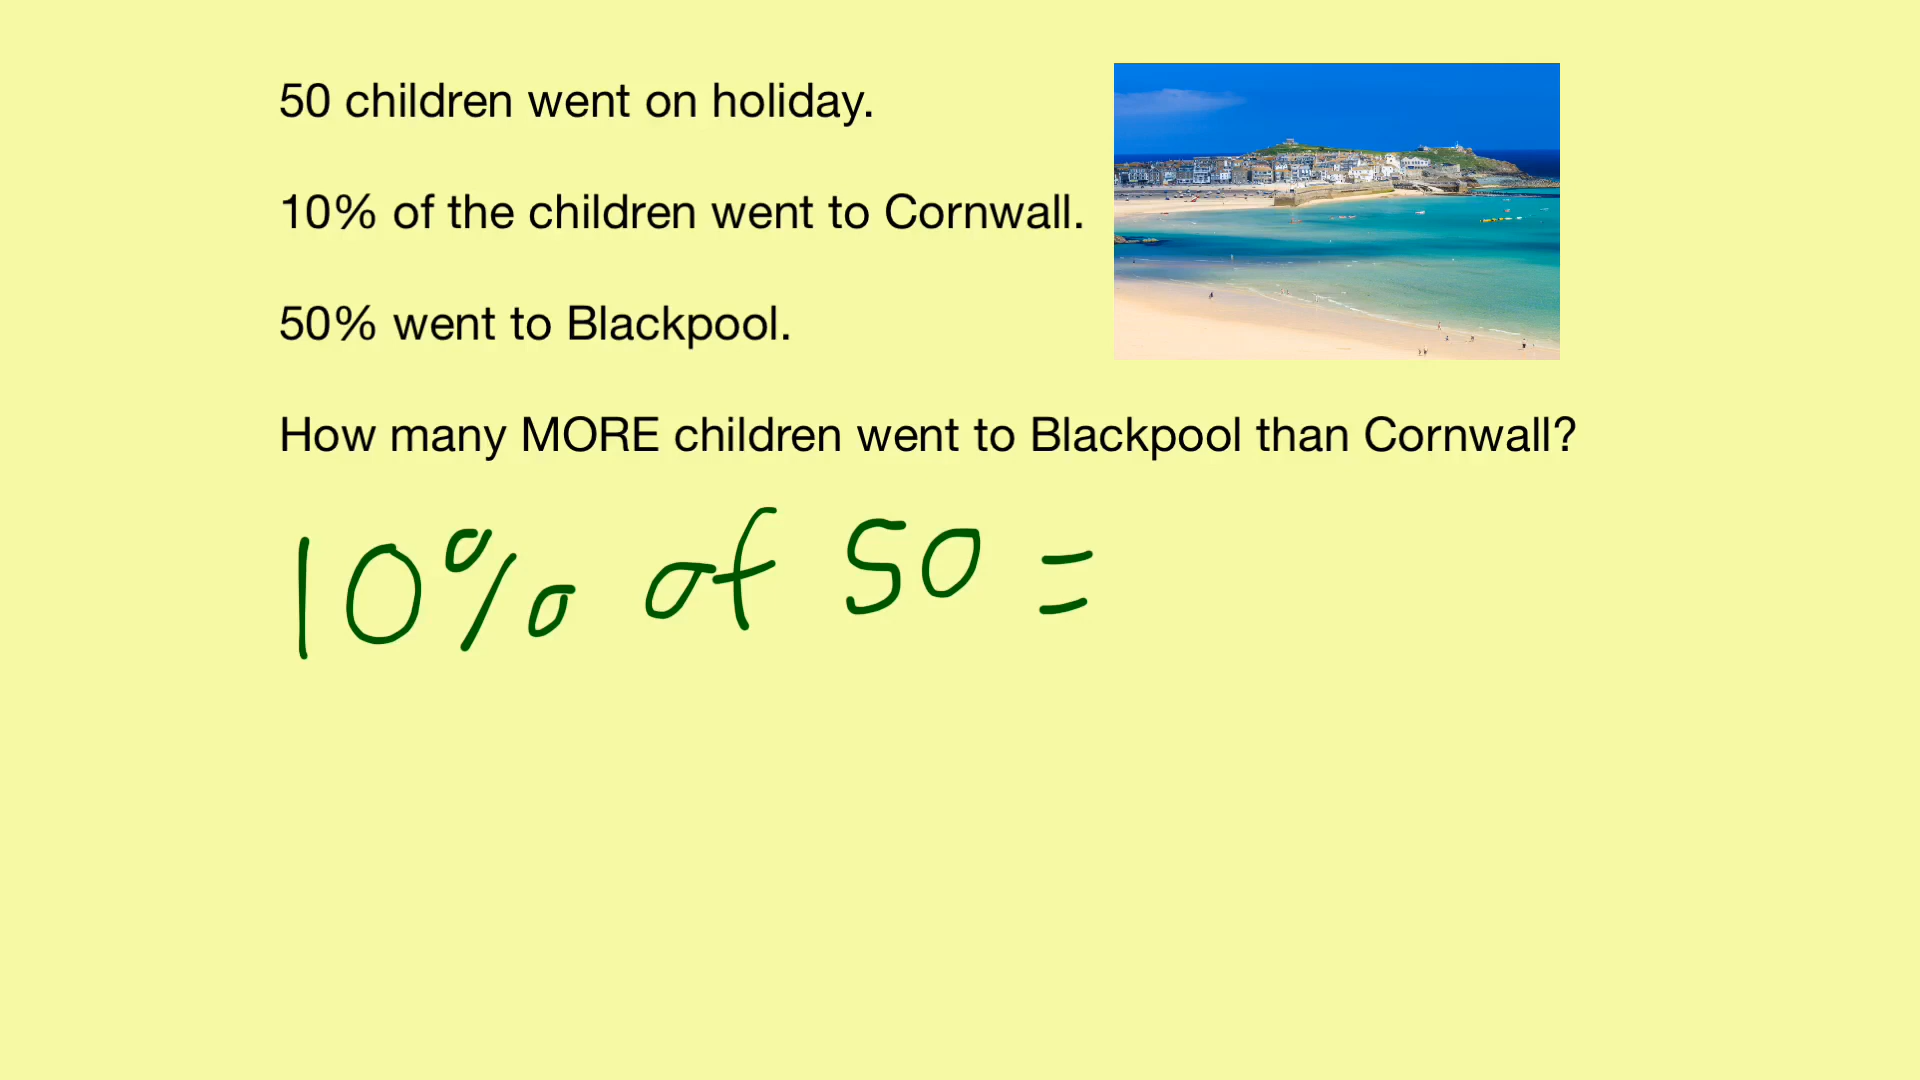 50 children went on holiday.
10% of the children went to Cornwall.
50% went to Blackpool.
How many MORE children went to Blackpool than Cornwall?
10% of 50 =